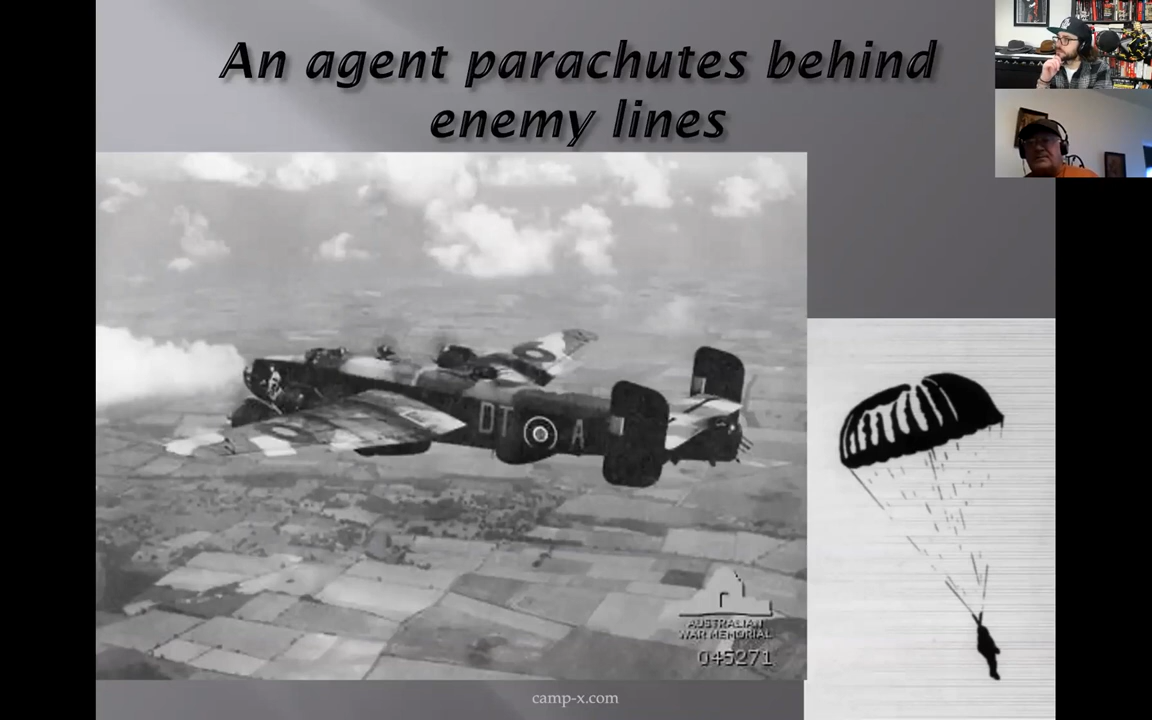 An agent parachutes behind
enemy lines
DT A
AUSTRALIAN
WAR MEMORIAL
045271
camp-x.com